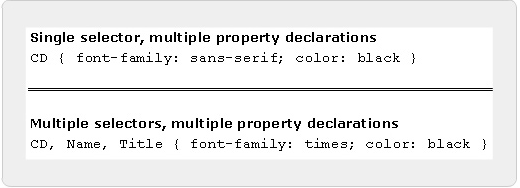 Single selector, multiple property declarations
CD { font-family: sans-serif; color: black }
Multiple selectors, multiple property declarations
CD, Name, Title { font-family: times; color: black }